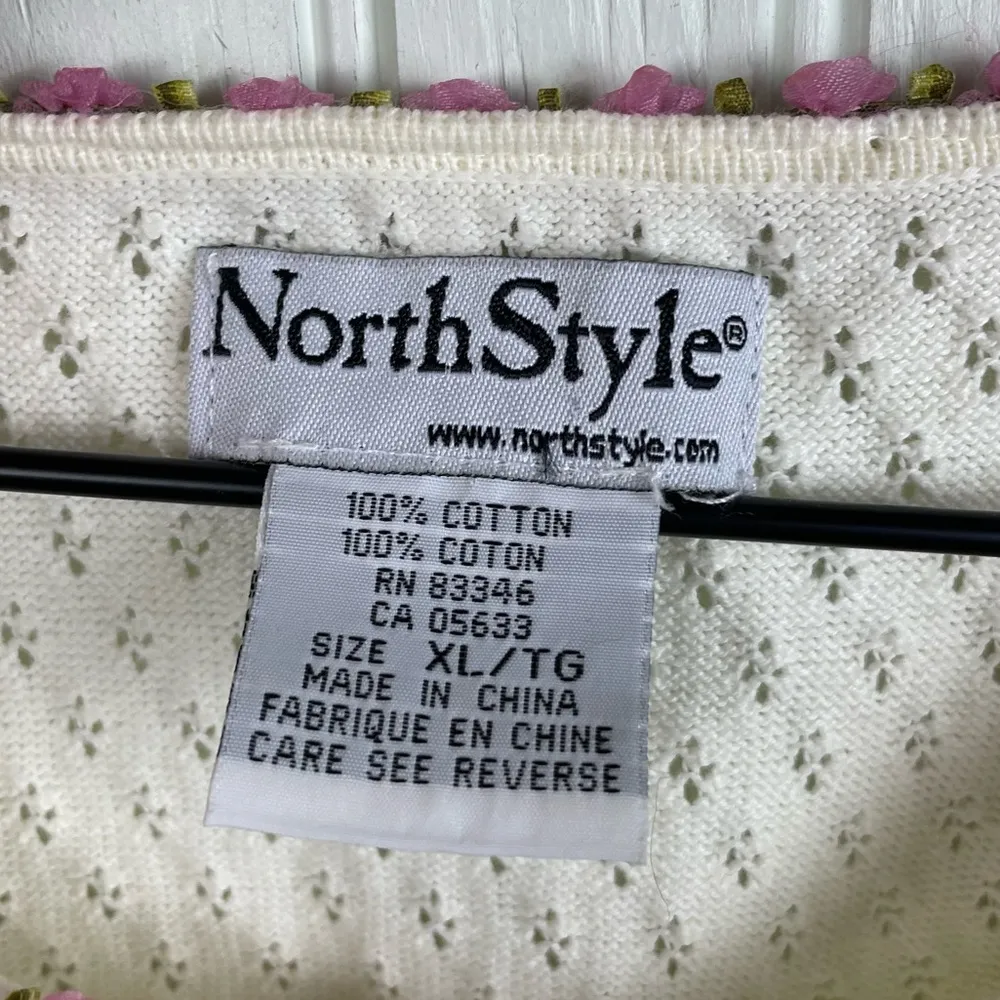 NorthStyle®
www.northstyle.com
100% COTTON
100% COTON
RN 83346
CA 05633
SIZE XL/TG
MADE IN CHINA
FABRIQUE EN CHINE
CARE SEE REVERSE